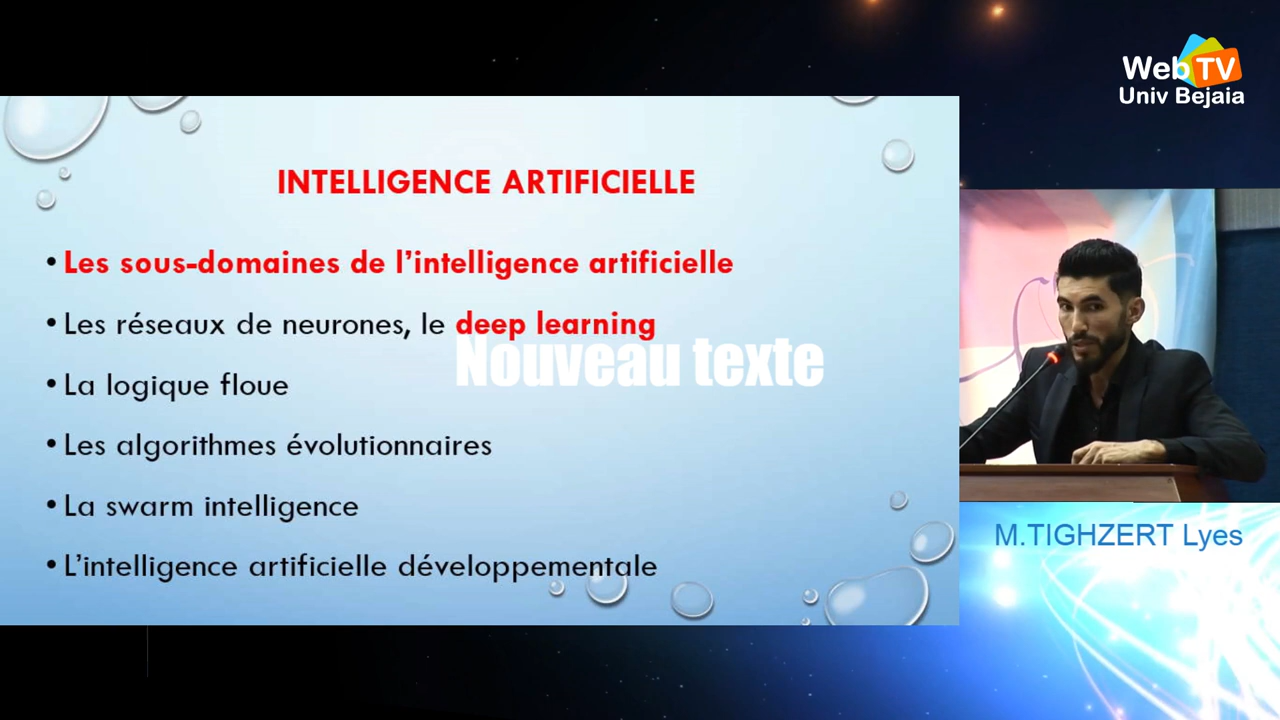 Web TV
Univ Bejaia
INTELLIGENCE ARTIFICIELLE
• Les sous-domaines de l’intelligence artificielle
• Les réseaux de neurones, le deep learning
Nouveau texte
• La logique floue
• Les algorithmes évolutionnaires
• La swarm intelligence
• L’intelligence artificielle développementale
M.TIGHZERT Lyes